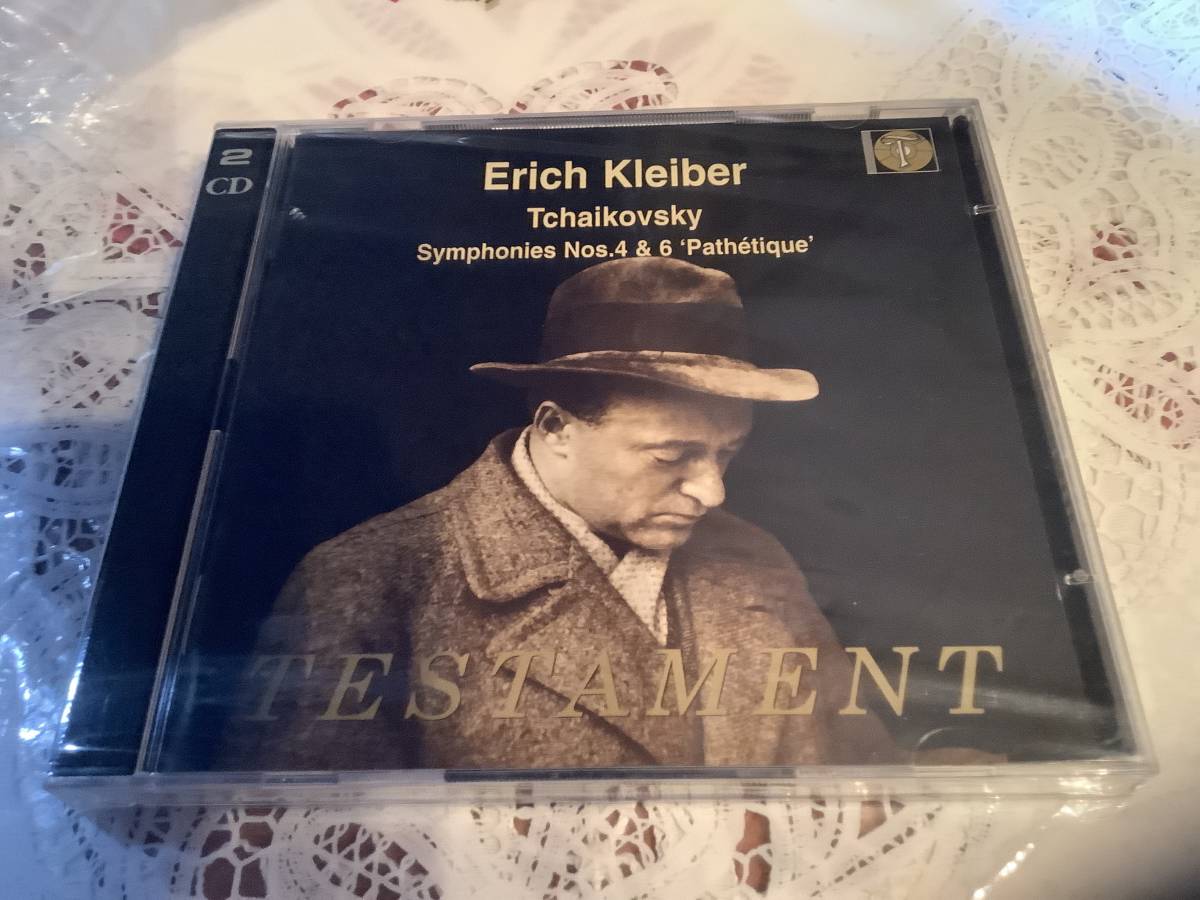 2
CD
Erich Kleiber
Tchaikovsky
Symphonies Nos.4 & 6 ‘Pathétique’
T
TESTAMENT